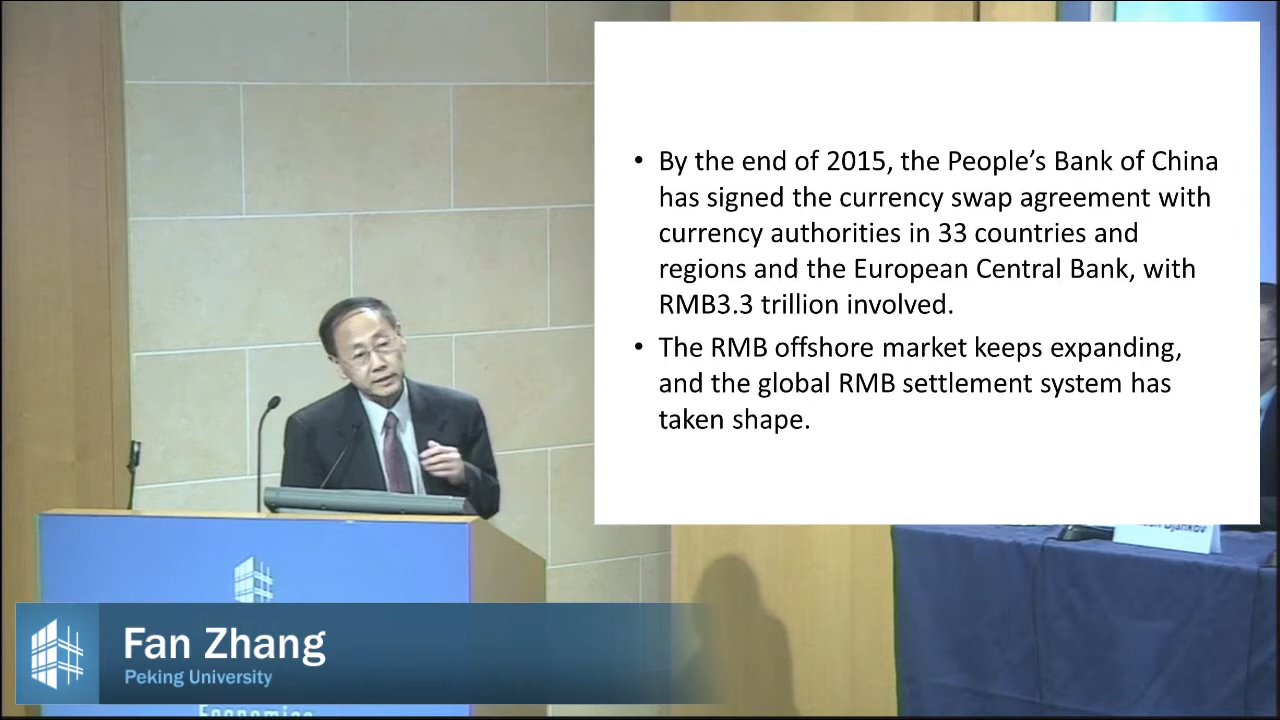 • By the end of 2015, the People’s Bank of China
has signed the currency swap agreement with
currency authorities in 33 countries and
regions and the European Central Bank, with
RMB3.3 trillion involved.
• The RMB offshore market keeps expanding,
and the global RMB settlement system has
taken shape.
Djankov
Fan Zhang
Peking University
Economics